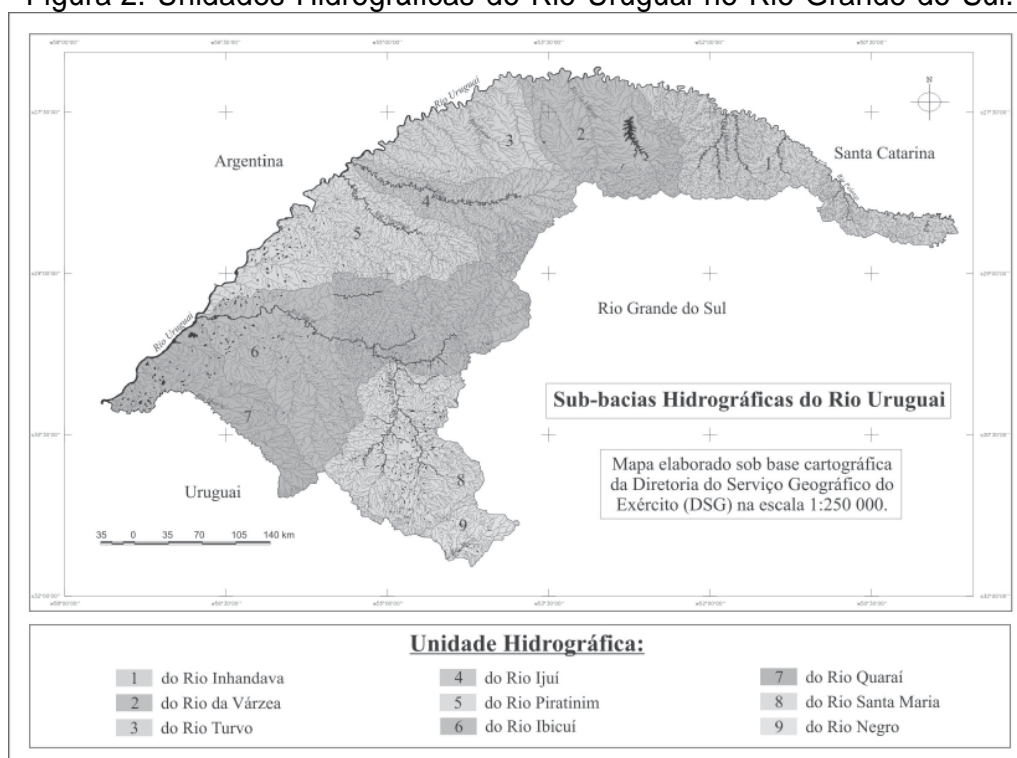 Figura 2: Unidades Hidrográficas do Rio Uruguai no Rio Grande do Sul.
Rio Uruguai
N
3
2
1
Argentina
Santa Catarina
4
5
Rio Grande do Sul
Rio Uruguai
6
Sub-bacias Hidrográficas do Rio Uruguai
7
Mapa elaborado sob base cartográfica
da Diretoria do Serviço Geográfico do
Exército (DSG) na escala 1:250 000.
8
Uruguai
9
35 0 35 70 105 140 km
Unidade Hidrográfica:
1 do Rio Inhandava
2 do Rio da Várzea
3 do Rio Turvo
4 do Rio Ijuí
5 do Rio Piratinim
6 do Rio Ibicuí
7 do Rio Quaraí
8 do Rio Santa Maria
9 do Rio Negro